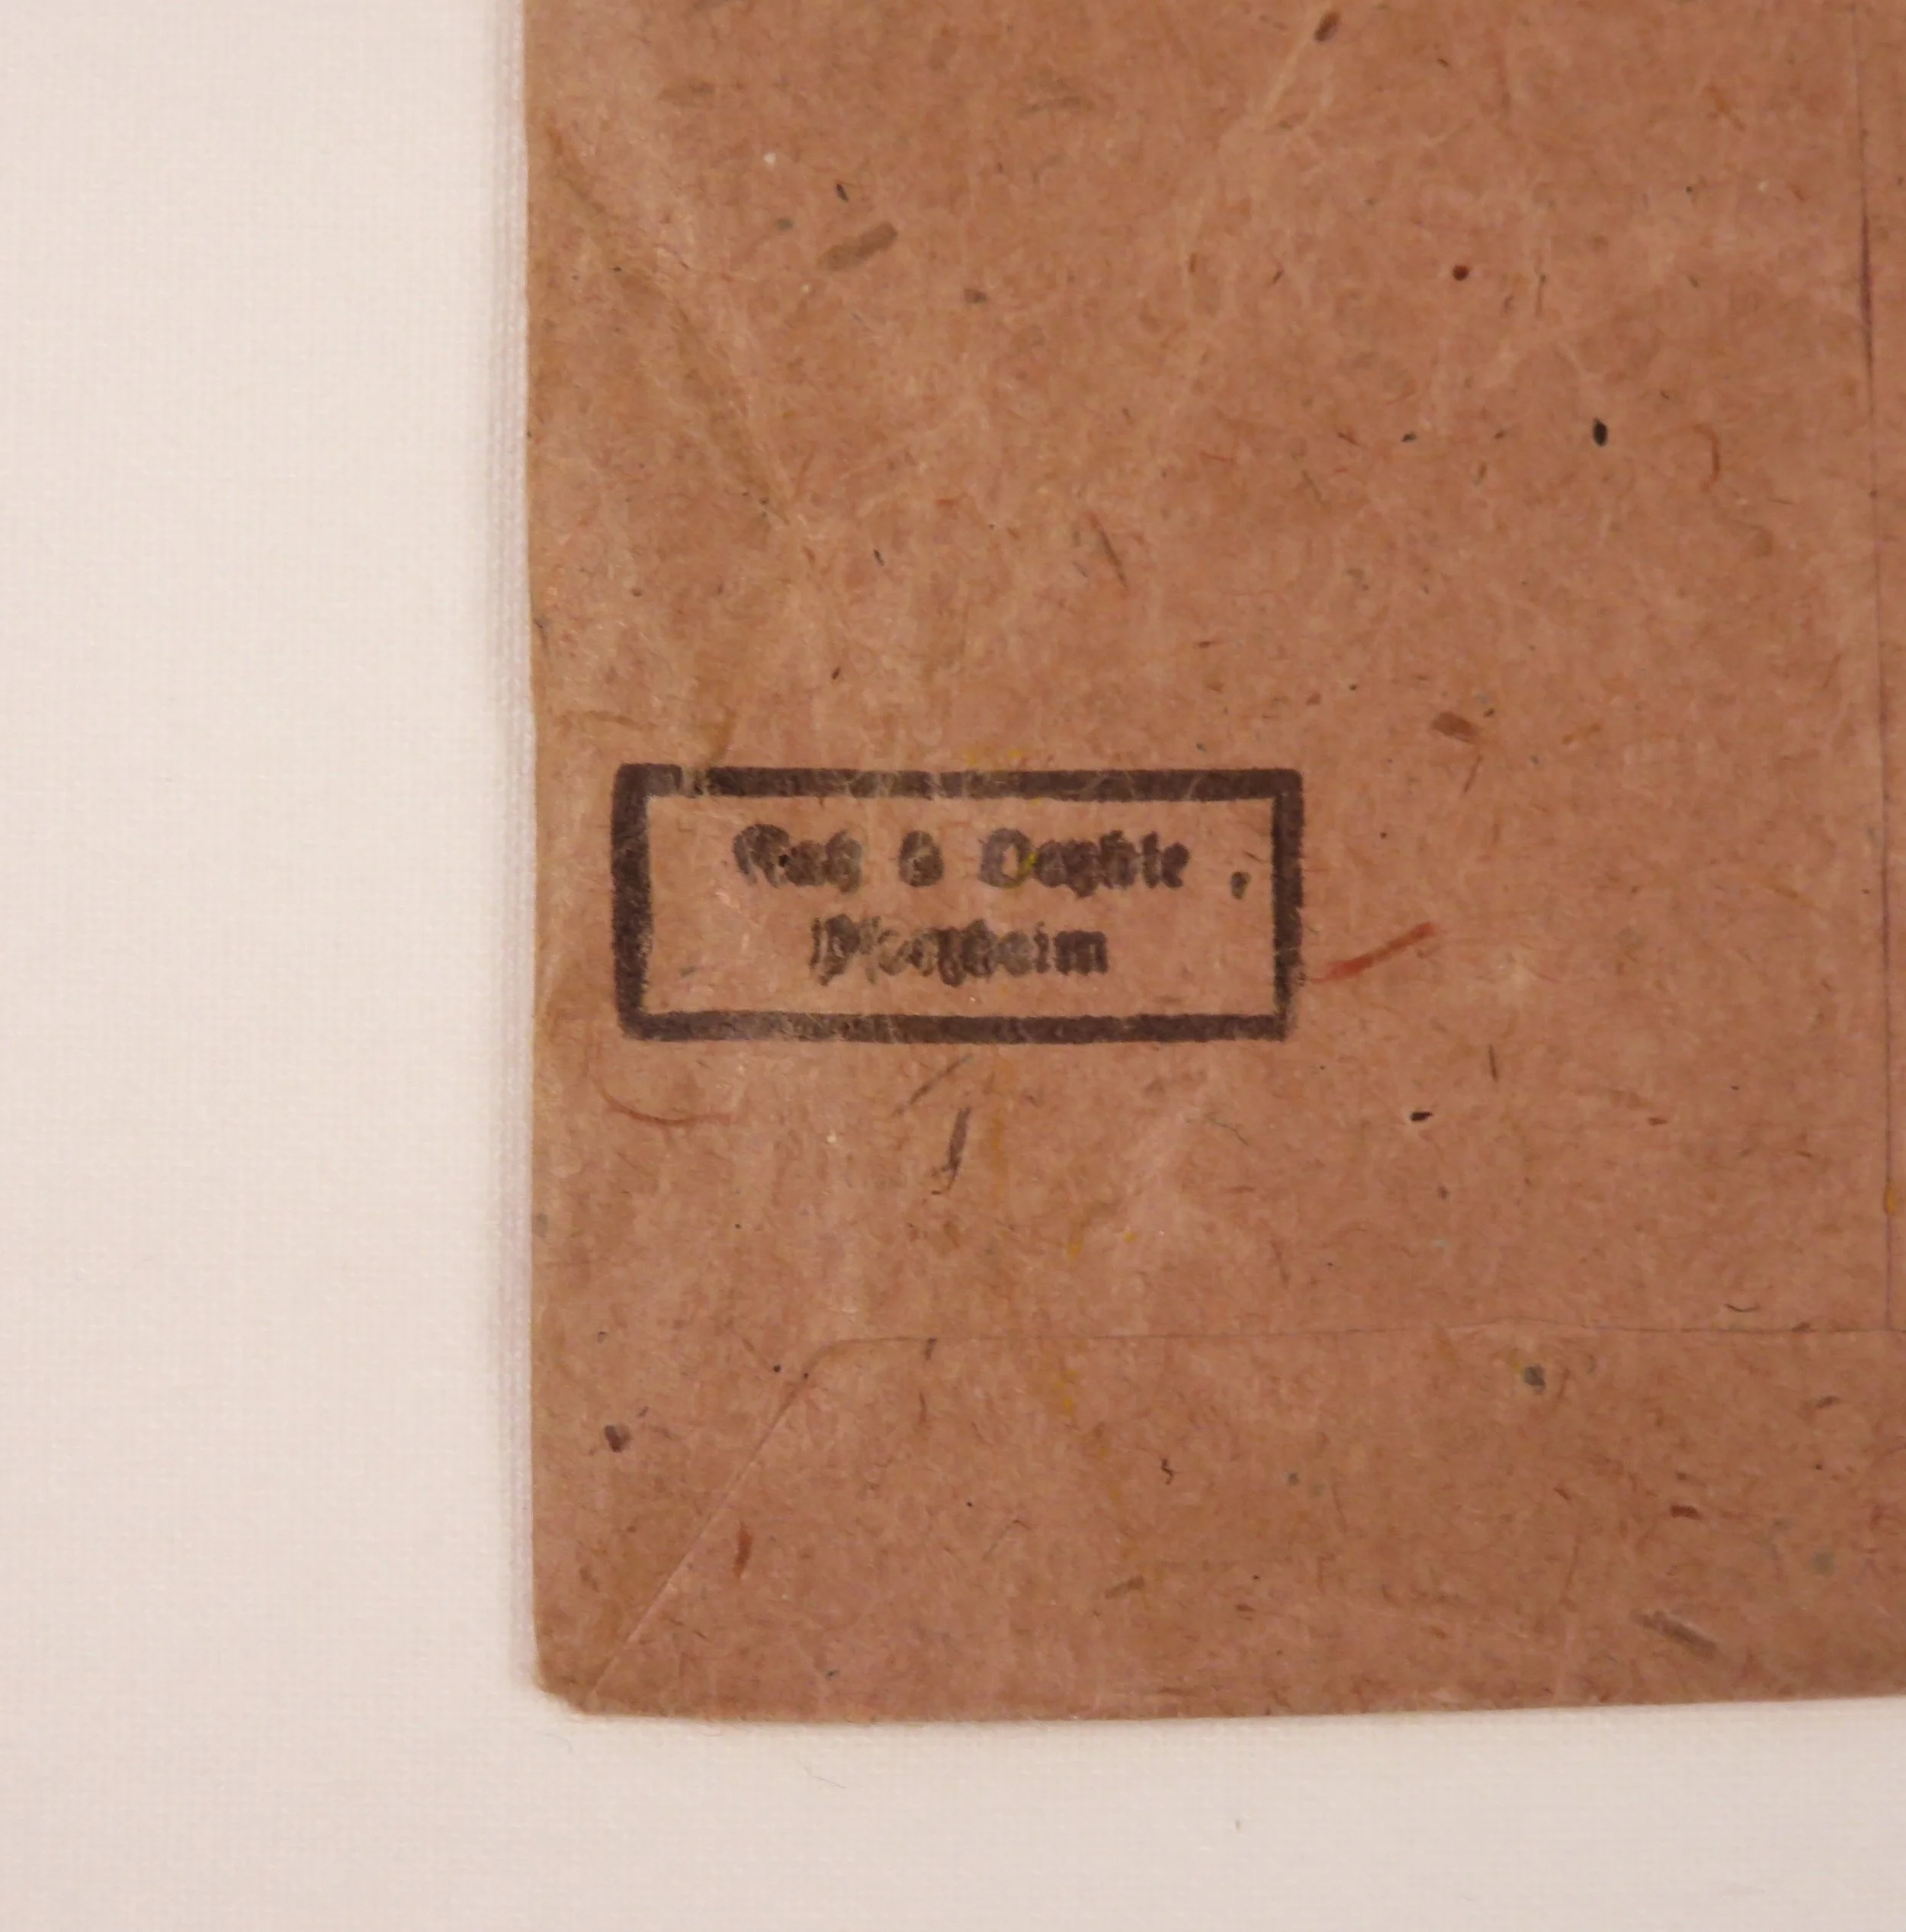 Katz & Deyhle
Pforzheim